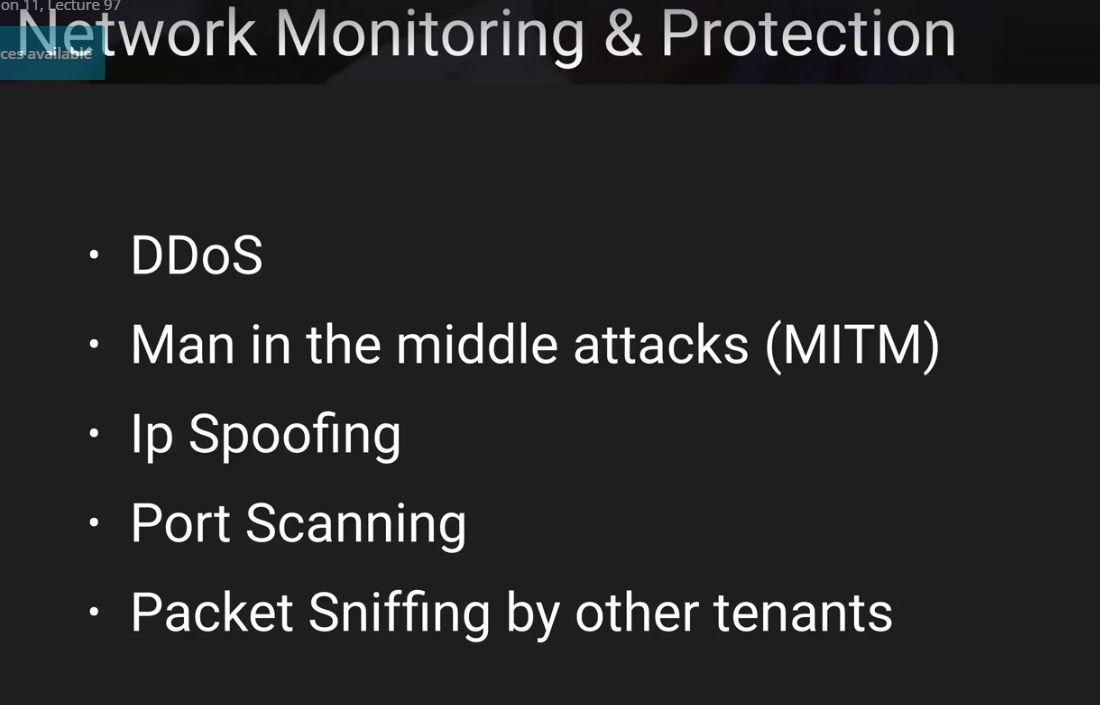 on 11, Lecture 97
Network Monitoring & Protection
ces available
• DDoS
• Man in the middle attacks (MITM)
• Ip Spoofing
• Port Scanning
• Packet Sniffing by other tenants